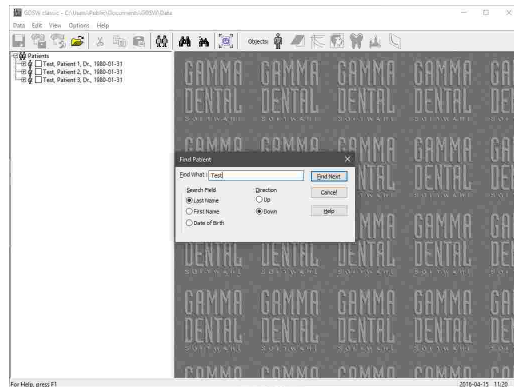 GDSW classic - C:\Users\Public\Documents\GDSW\Data
Data Edit View Options Help
Objects:
Patients
Test, Patient 1, Dr., 1980-01-31
Test, Patient 2, Dr., 1980-01-31
Test, Patient 3, Dr., 1980-01-31
GAMMA DENTAL SOFTWARE
Find Patient
Find What : Test
Find Next
Search Field
Direction
Cancel
Last Name
Up
First Name
Down
Help
Date of Birth
For Help, press F1
2016-04-15 11:20